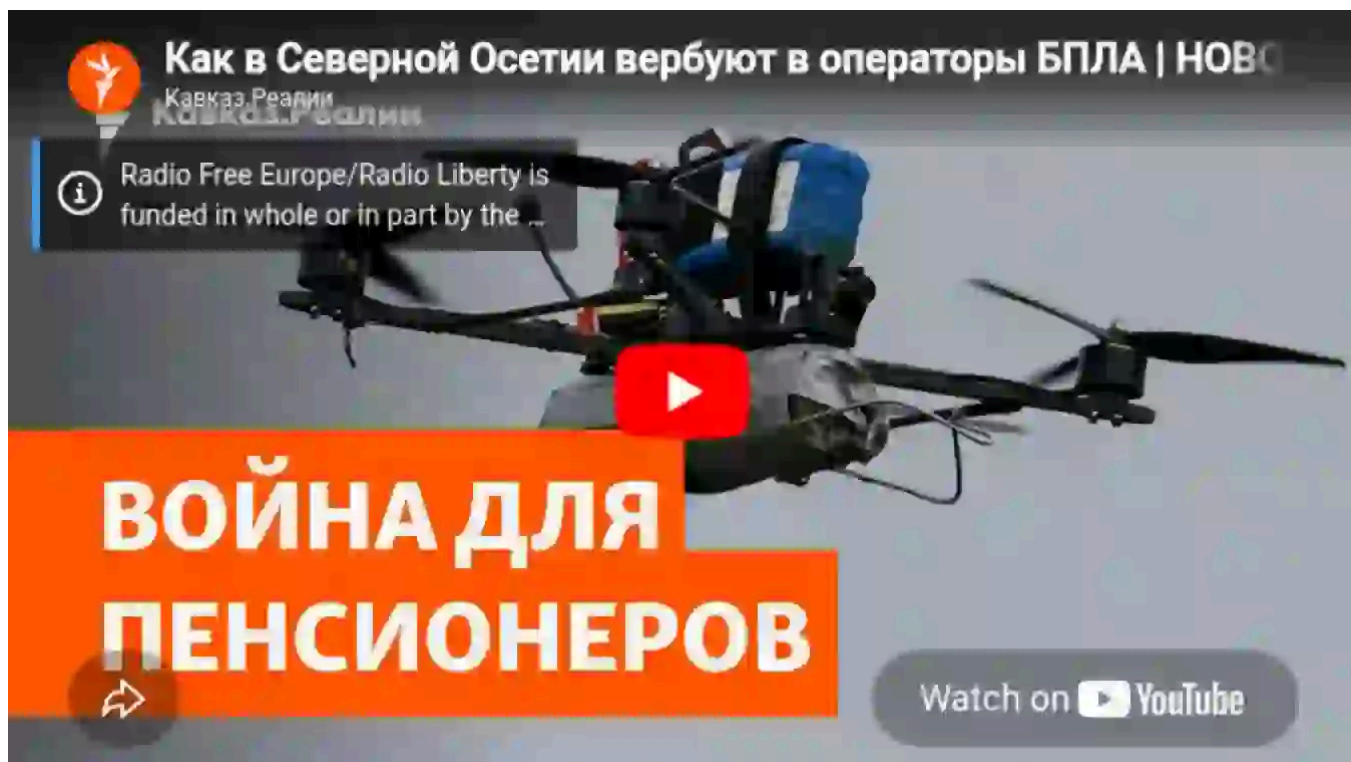 Как в Северной Осетии вербуют в операторы БПЛА | НОВО
Кавказ.Реалии
Кавказ.Реалии
Radio Free Europe/Radio Liberty is
funded in whole or in part by the ...
ВОЙНА ДЛЯ
ПЕНСИОНЕРОВ
Watch on YouTube